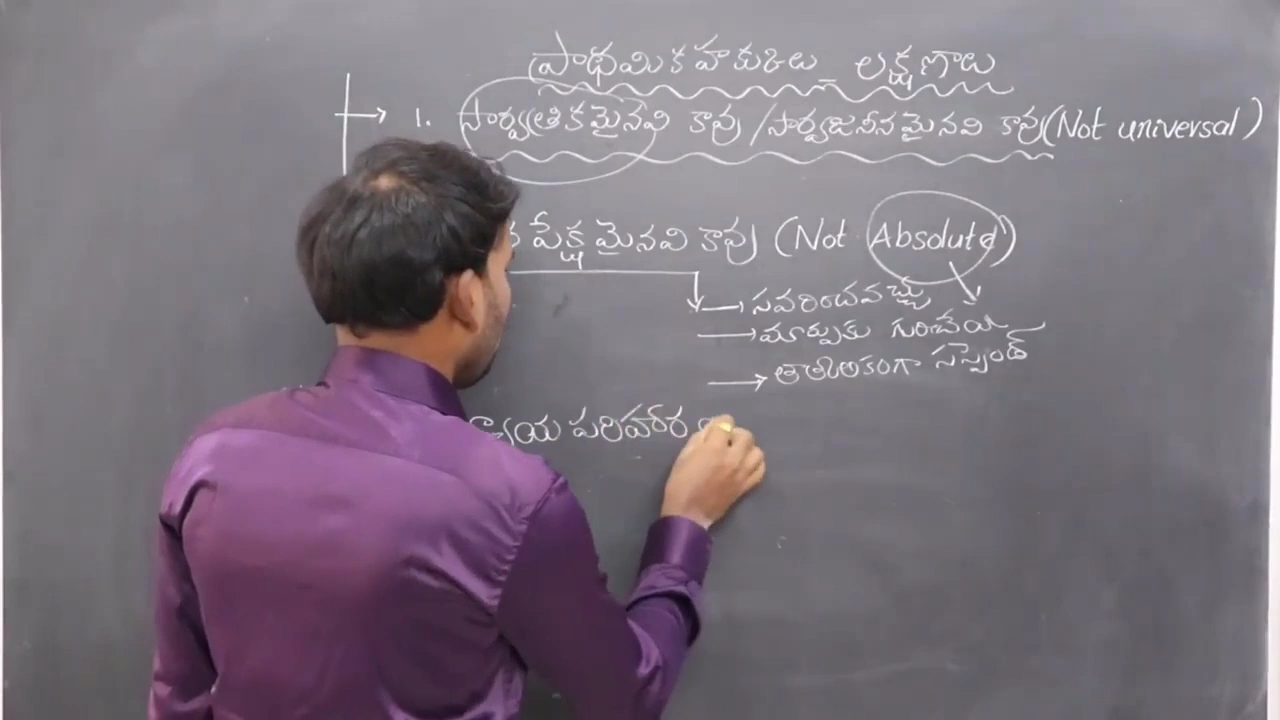 ప్రాథమిక హక్కులు - లక్షణాలు
→ 1. సార్వత్రికమైనవి కావు / సార్వజనీనమైనవి కావు (Not universal)
పేక్షమైనవి కావు (Not Absolute)
→ సవరించవచ్చు
→ మార్పుకు గురిచేయ
→ తాత్కాలికంగా సస్పెండ్
న్యాయ పరిహార